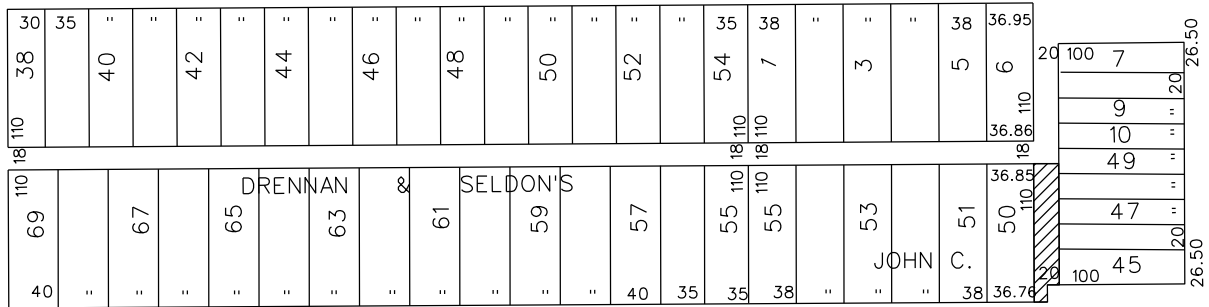 30 35 " " " " " " " 35 38 " " " 38 36.95
38 40 42 44 46 48 50 52 54 1 3 5 6
110 110 110 110
36.86
18 18 18 18
20 100 7 26.50
20
9 "
10 "
49 "
"
47 "
20
20 100 45 26.50
110 110 110 36.85
110
DRENNAN & SELDON'S
69 67 65 63 61 59 57 55 55 53 51 50
JOHN C.
40 " " " " " " " " " " " 40 35 35 38 " " " 38 36.76